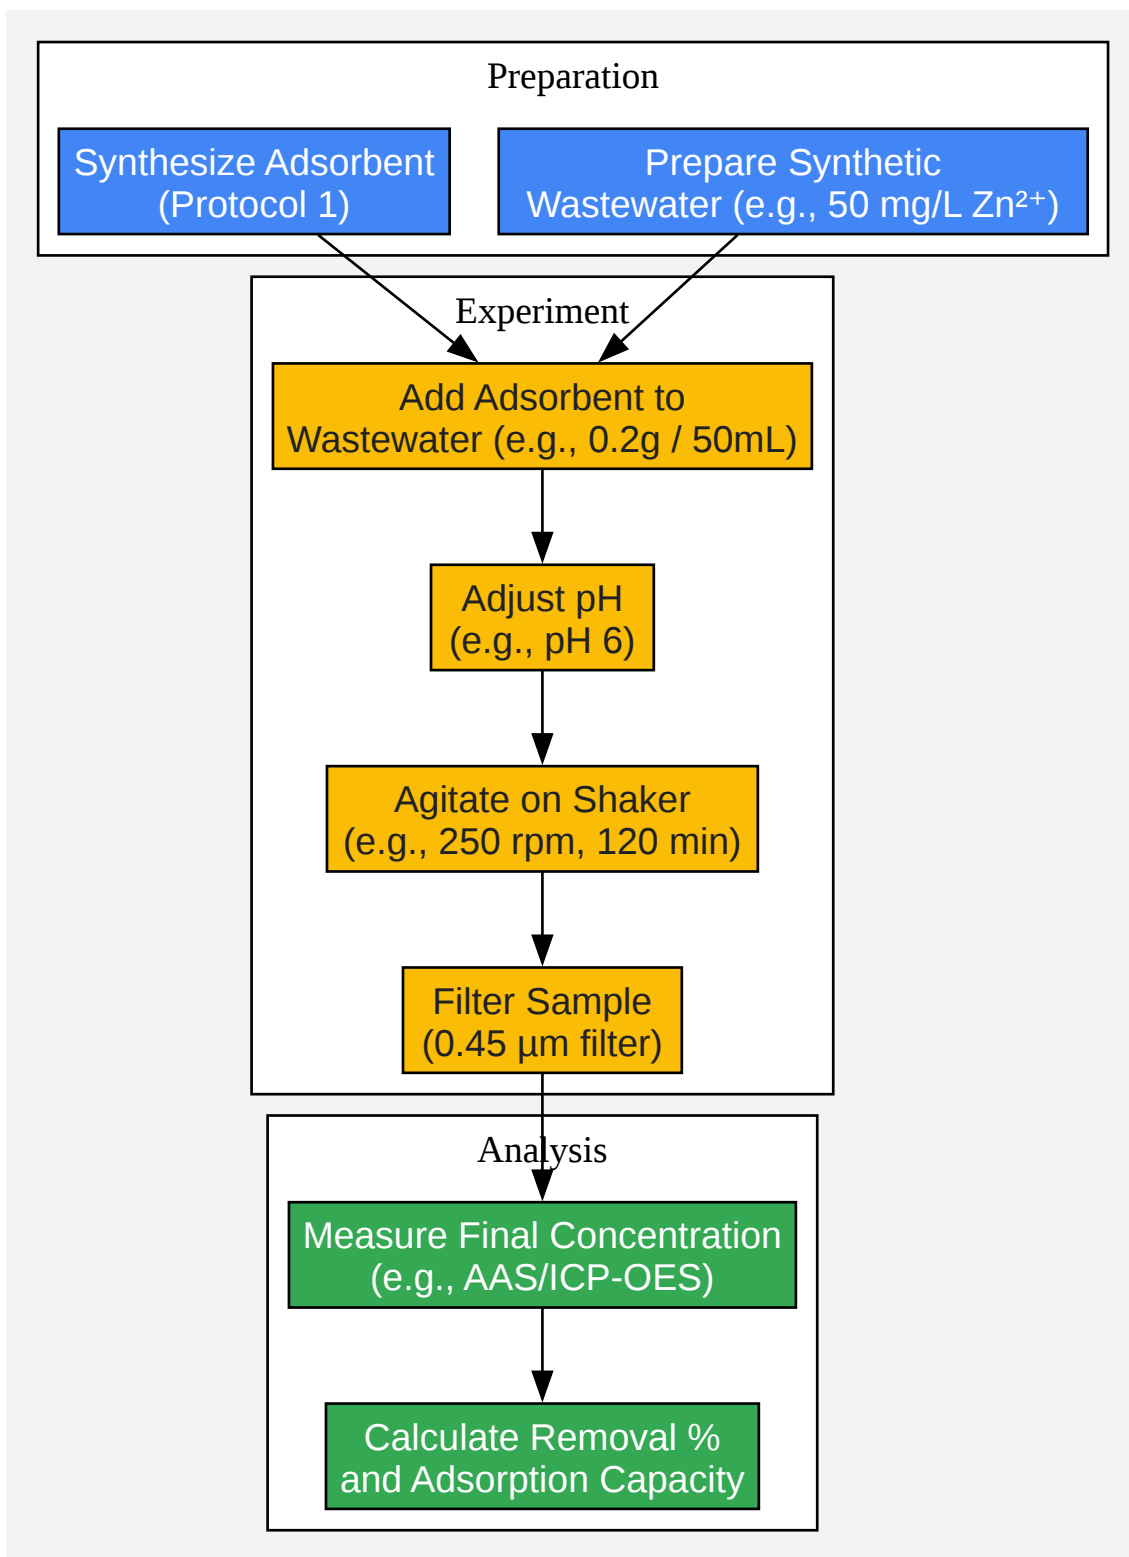 Preparation
Synthesize Adsorbent
(Protocol 1)
Prepare Synthetic
Wastewater (e.g., 50 mg/L Zn²⁺)
Experiment
Add Adsorbent to
Wastewater (e.g., 0.2g / 50mL)
Adjust pH
(e.g., pH 6)
Agitate on Shaker
(e.g., 250 rpm, 120 min)
Filter Sample
(0.45 µm filter)
Analysis
Measure Final Concentration
(e.g., AAS/ICP-OES)
Calculate Removal %
and Adsorption Capacity